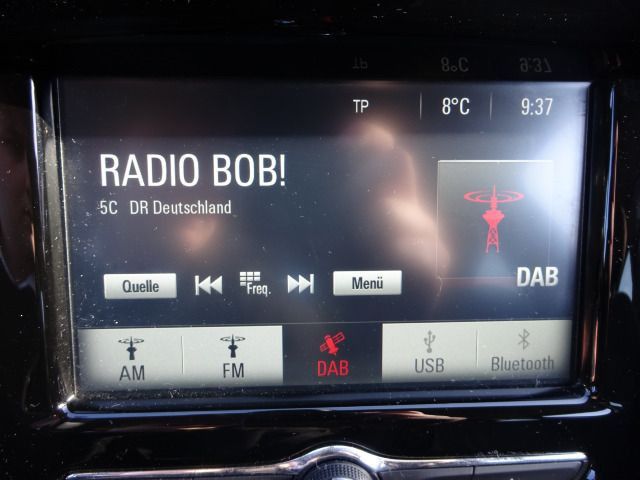 TP 8°C 9:37
RADIO BOB!
5C DR Deutschland
DAB
Quelle Freq. Menü
AM FM DAB USB Bluetooth